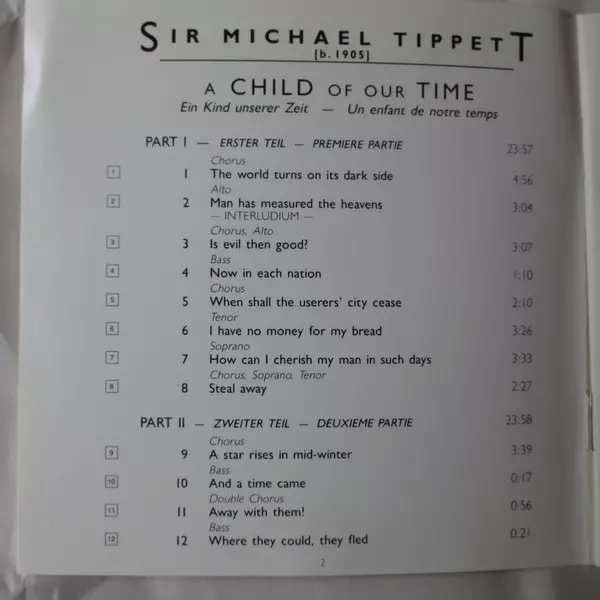 SIR MICHAEL TIPPETT
[b. 1905]
A CHILD OF OUR TIME
Ein Kind unserer Zeit — Un enfant de notre temps
PART I — ERSTER TEIL — PREMIERE PARTIE 23:57
Chorus
1 1 The world turns on its dark side 4:56
Alto
2 2 Man has measured the heavens 3:04
— INTERLUDIUM —
Chorus, Alto
3 3 Is evil then good? 3:07
Bass
4 4 Now in each nation 1:10
Chorus
5 5 When shall the userers' city cease 2:10
Tenor
6 6 I have no money for my bread 3:26
Soprano
7 7 How can I cherish my man in such days 3:33
Chorus, Soprano, Tenor
8 8 Steal away 2:27
PART II — ZWEITER TEIL — DEUXIEME PARTIE 23:58
Chorus
9 9 A star rises in mid-winter 3:39
Bass
10 10 And a time came 0:17
Double Chorus
11 11 Away with them! 0:56
Bass
12 12 Where they could, they fled 0:21
2